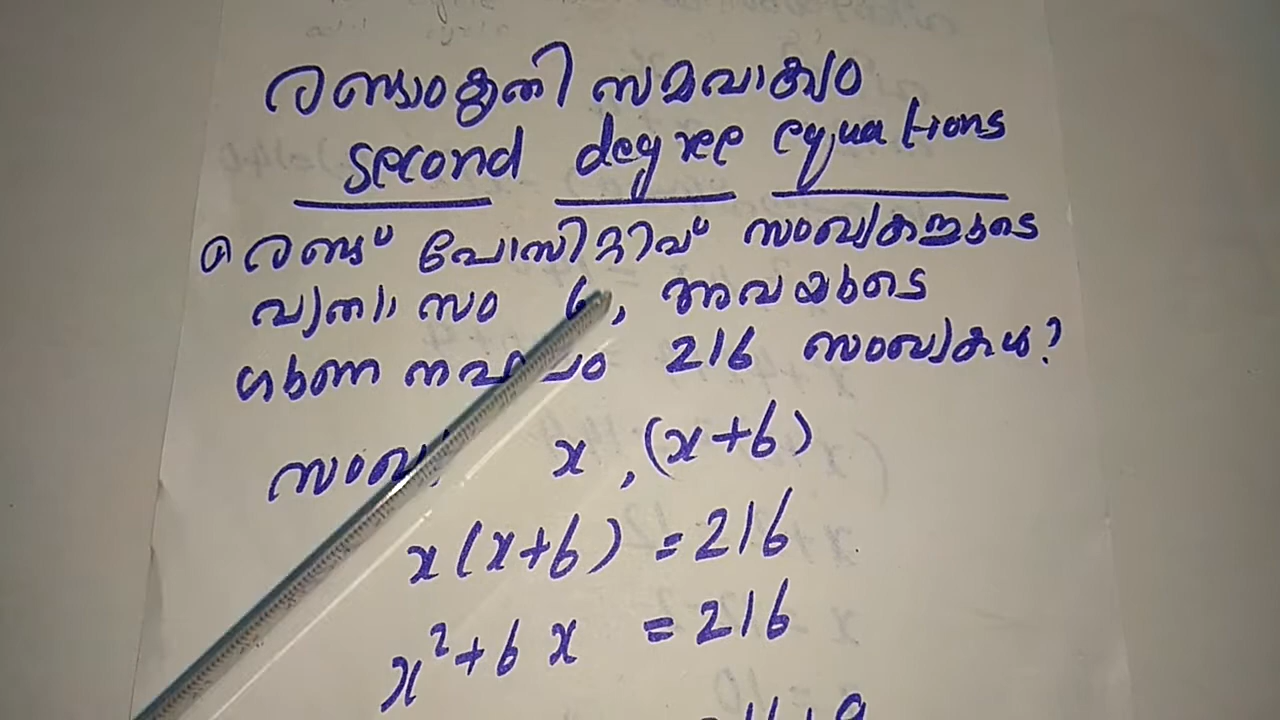 രണ്ടാംകൃതി സമവാക്യം
second degree equations
രണ്ടു് പോസിറ്റിവ് സംഖ്യകളുടെ
വ്യത്യാസം 6, അവയുടെ
ഗുണനഫലം 216 സംഖ്യകൾ?
x, (x+6)
x(x+6) = 216
x²+6x = 216